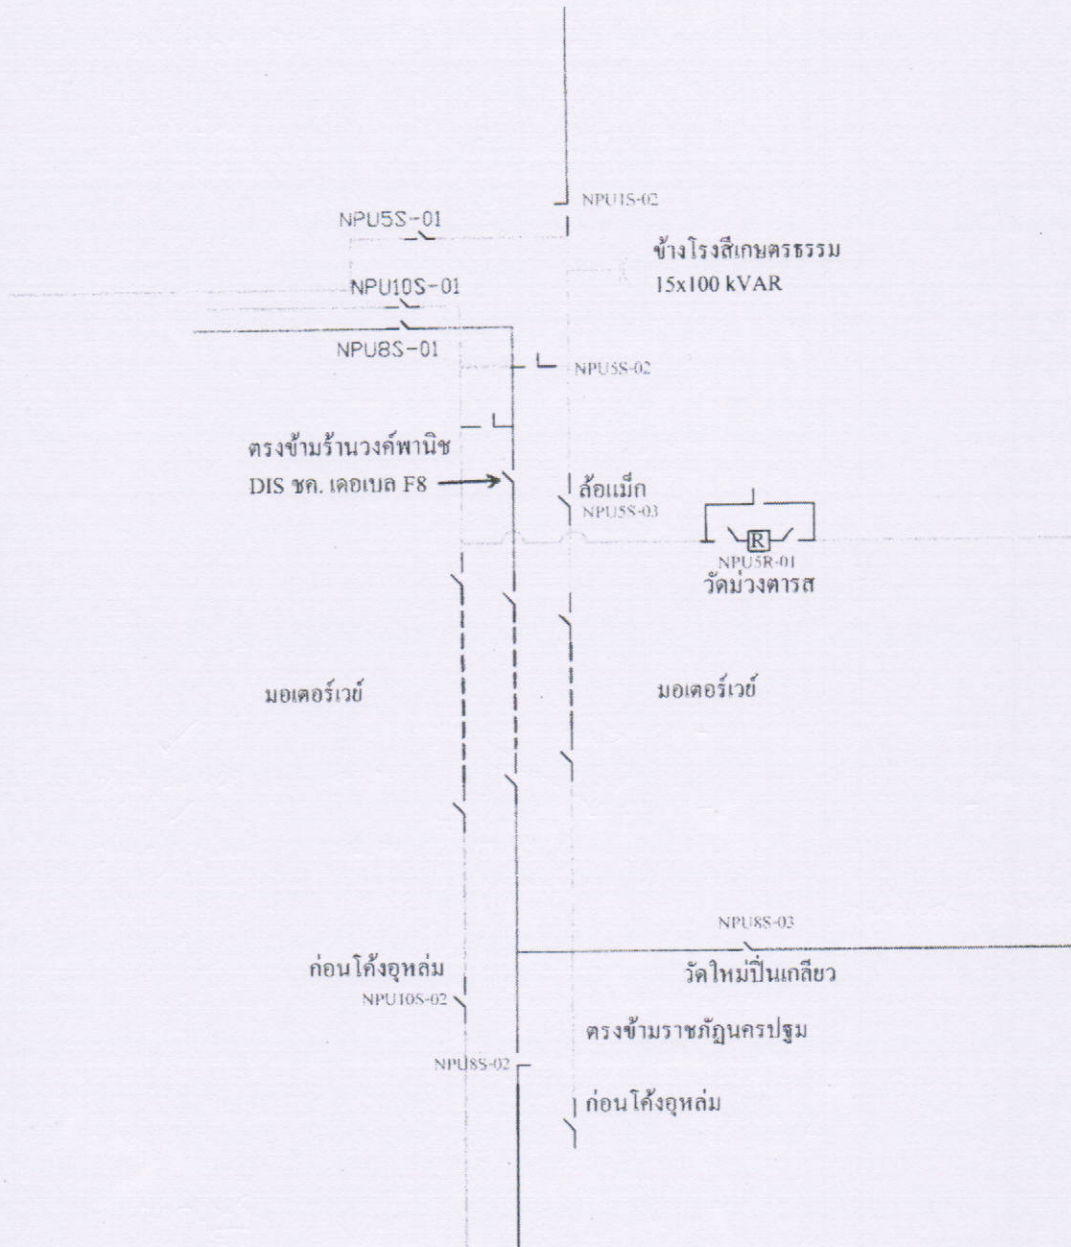 NPU1S-02
NPU5S-01
ข้างโรงสีเกษตรธรรม
15x100 kVAR
NPU10S-01
NPU8S-01
NPU5S-02
ตรงข้ามร้านวงค์พานิช
DIS ชค. เดอเบล F8
ล้อแม็ก
NPU5S-03
R
NPU5R-01
วัดม่วงตารส
มอเตอร์เวย์
มอเตอร์เวย์
NPU8S-03
วัดใหม่ปิ่นเกลียว
ก่อนโค้งอุหล่ม
NPU10S-02
ตรงข้ามราชภัฏนครปฐม
NPU8S-02
ก่อนโค้งอุหล่ม